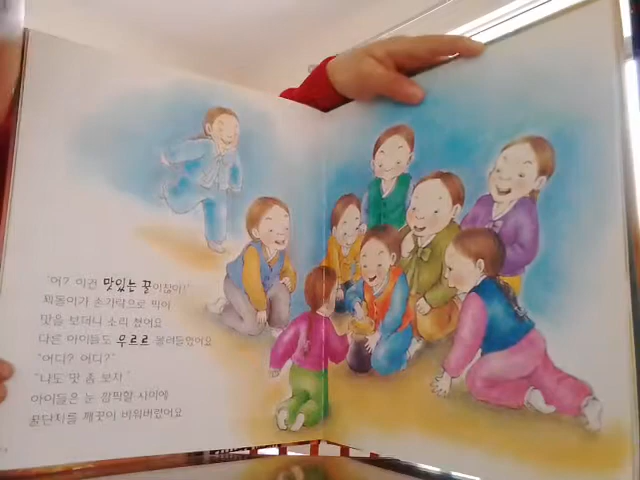 "어? 이건 맛있는 꿀이잖아!"
꾀돌이가 손가락으로 찍어
맛을 보더니 소리 쳤어요
다른 아이들도 우르르 몰려들었어요
"어디? 어디?"
"나도 맛 좀 보자."
아이들은 눈 깜짝할 사이에
꿀단지를 깨끗이 비워버렸어요